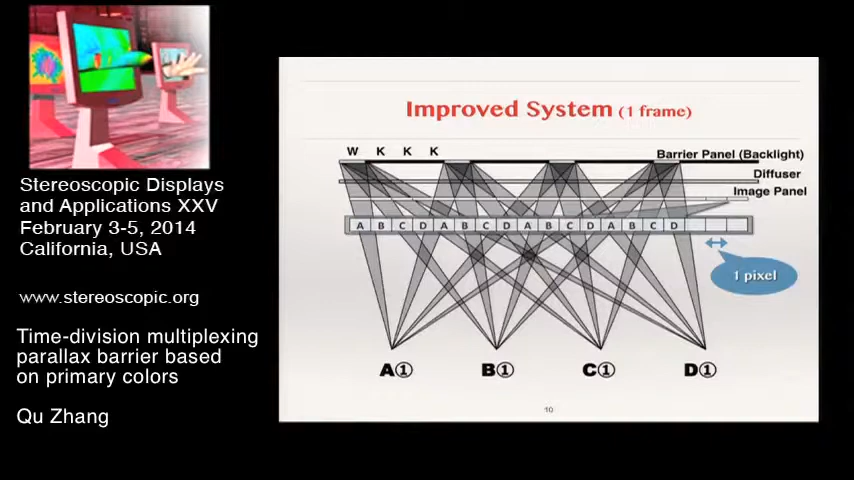 Stereoscopic Displays
and Applications XXV
February 3-5, 2014
California, USA
www.stereoscopic.org
Time-division multiplexing
parallax barrier based
on primary colors
Qu Zhang
Improved System (1 frame)
W K K K
Barrier Panel (Backlight)
Diffuser
Image Panel
A B C D A B C D A B C D A B C D
1 pixel
A① B① C① D①
10